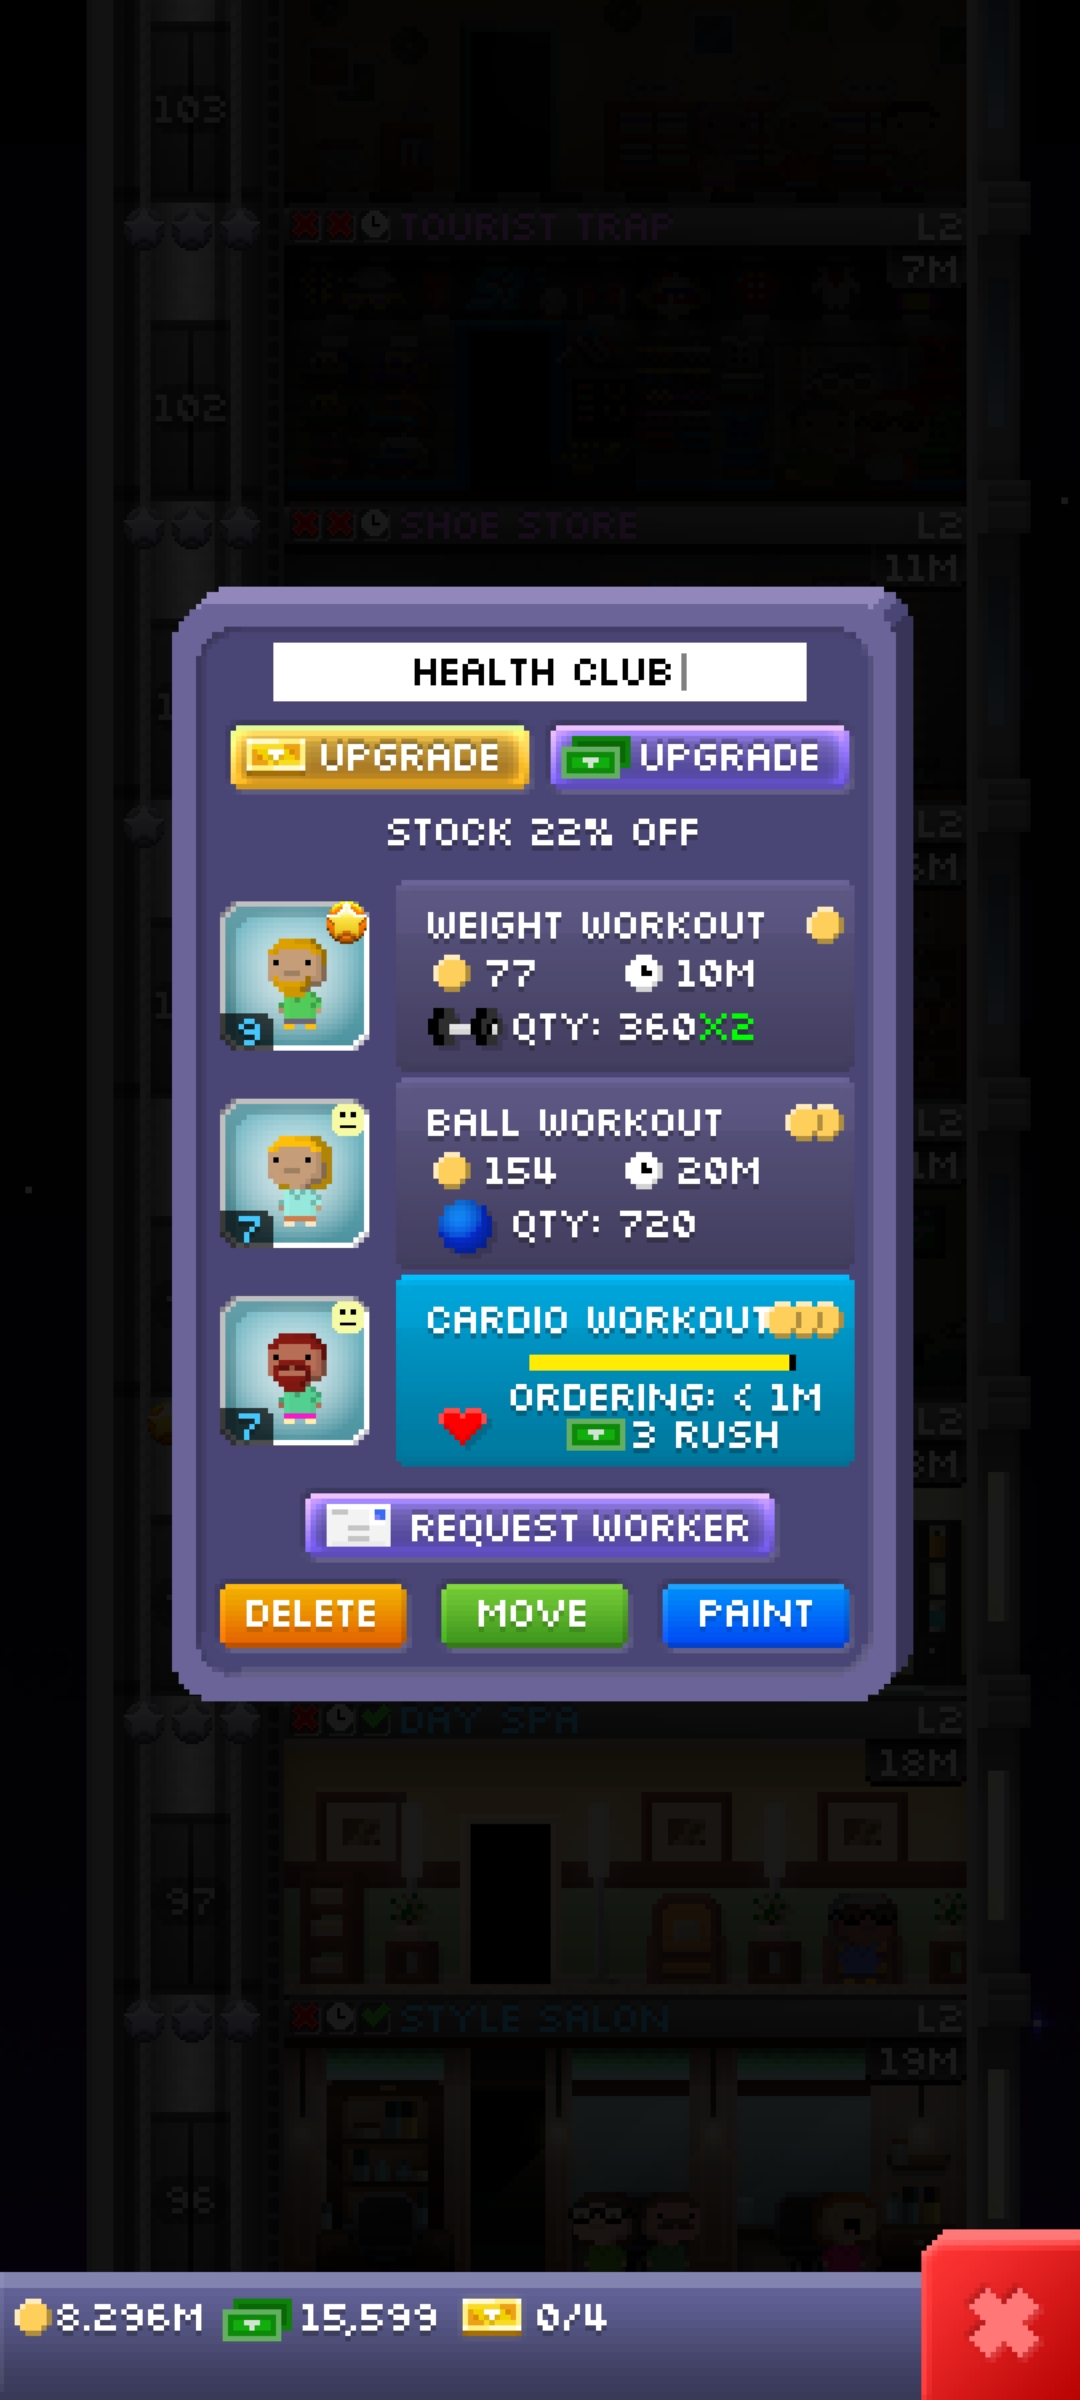 103
TOURIST TRAP L2
7M
102
SHOE STORE L2
11M
HEALTH CLUB
UPGRADE UPGRADE
STOCK 22% OFF
L2
WEIGHT WORKOUT
77 10M
9 QTY: 360X2
BALL WORKOUT L2
154 20M
7 QTY: 720
CARDIO WORKOUT
ORDERING: < 1M L2
7 3 RUSH
REQUEST WORKER
DELETE MOVE PAINT
DAY SPA L2
18M
97
STYLE SALON L2
19M
96
8.296M 15,599 0/4